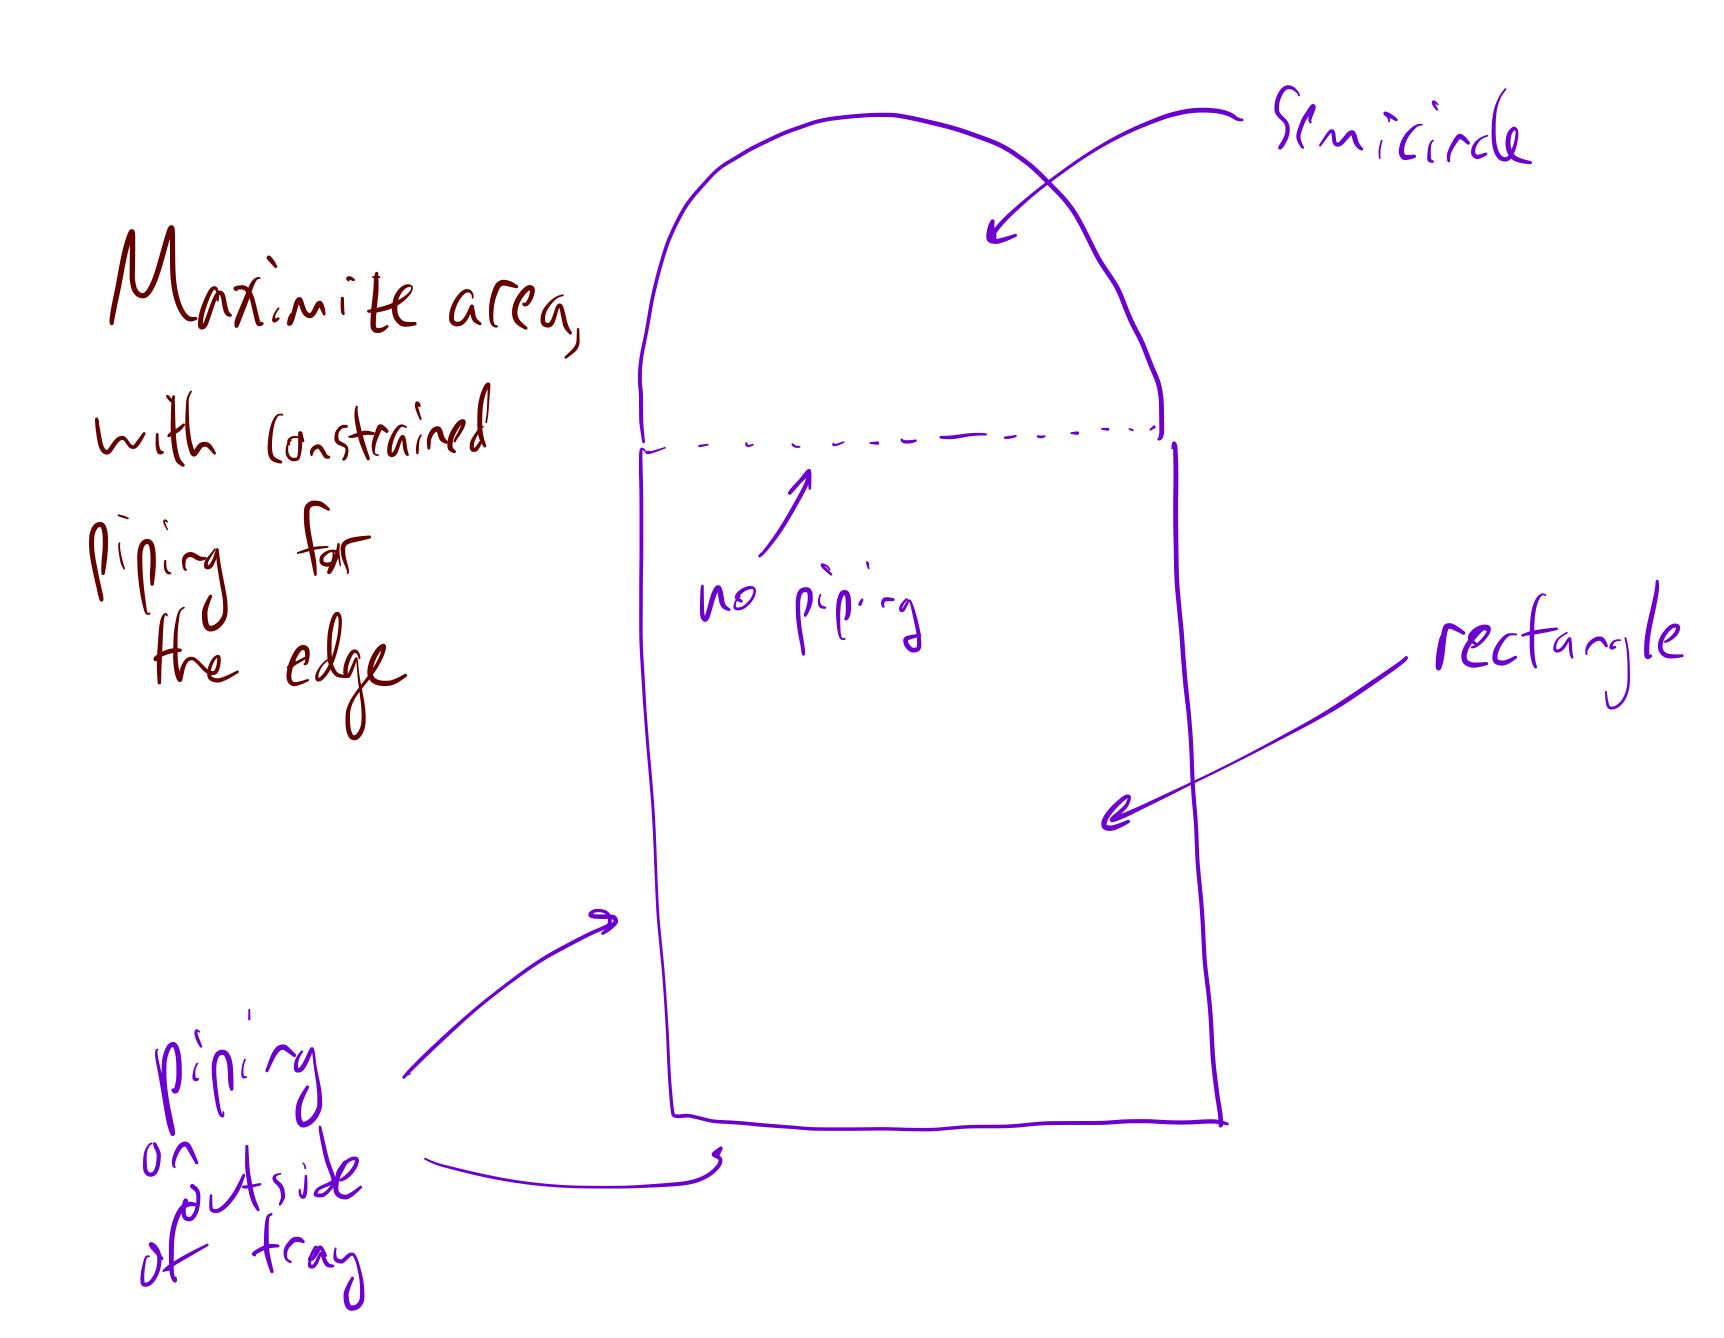 Semicircle
Maximite area,
with constrained
piping for
the edge
no piping
rectangle
piping
on
outside
of tray